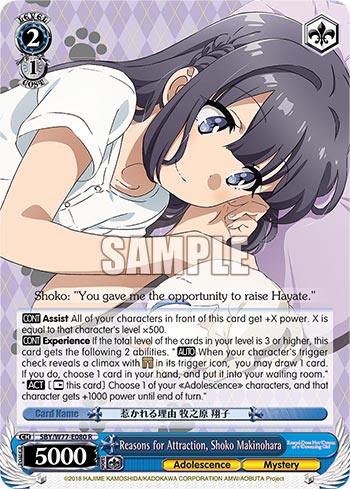 LEVEL
2
1
COST
SAMPLE
Shoko: "You gave me the opportunity to raise Hayate."
CONT Assist All of your characters in front of this card get +X power. X is
equal to that character's level ×500.
CONT Experience If the total level of the cards in your level is 3 or higher, this
card gets the following 2 abilities. " AUTO When your character's trigger
check reveals a climax with in its trigger icon, you may draw 1 card.
If you do, choose 1 card in your hand, and put it into your waiting room."
" ACT [ this card] Choose 1 of your <Adolescence> characters, and that
character gets +1000 power until end of turn."
Card Name
惹かれる理由 牧之原 翔子
CH SBY/W77-E080 R
Reasons for Attraction, Shoko Makinohara
5000
Adolescence
Mystery
©2018 HAJIME KAMOSHIDA/KADOKAWA CORPORATION AMW/AOBUTA Project